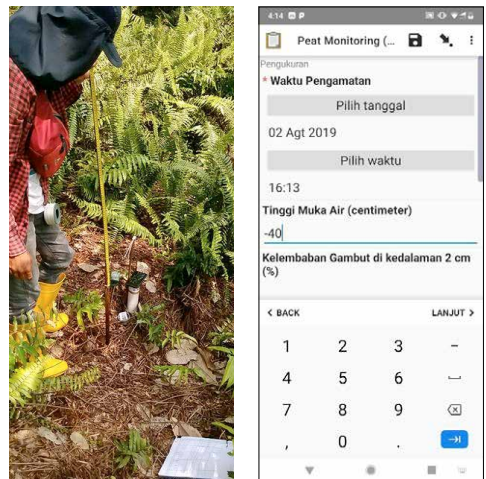 4:14
Peat Monitoring (...
Pengukuran
* Waktu Pengamatan
Pilih tanggal
02 Agt 2019
Pilih waktu
16:13
Tinggi Muka Air (centimeter)
-40
Kelembaban Gambut di kedalaman 2 cm
(%)
< BACK LANJUT >
1 2 3 -
4 5 6
7 8 9
, 0 .